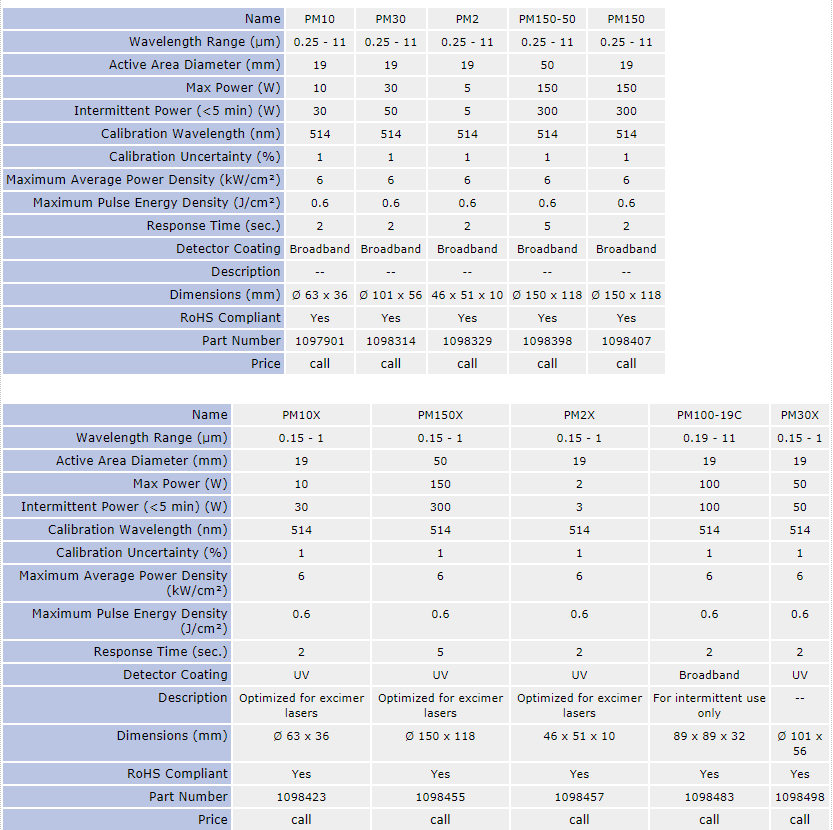 Name PM10 PM30 PM2 PM150-50 PM150
Wavelength Range (µm) 0.25 - 11 0.25 - 11 0.25 - 11 0.25 - 11 0.25 - 11
Active Area Diameter (mm) 19 19 19 50 19
Max Power (W) 10 30 5 150 150
Intermittent Power (<5 min) (W) 30 50 5 300 300
Calibration Wavelength (nm) 514 514 514 514 514
Calibration Uncertainty (%) 1 1 1 1 1
Maximum Average Power Density (kW/cm²) 6 6 6 6 6
Maximum Pulse Energy Density (J/cm²) 0.6 0.6 0.6 0.6 0.6
Response Time (sec.) 2 2 2 5 2
Detector Coating Broadband Broadband Broadband Broadband Broadband
Description -- -- -- -- --
Dimensions (mm) Ø 63 x 36 Ø 101 x 56 46 x 51 x 10 Ø 150 x 118 Ø 150 x 118
RoHS Compliant Yes Yes Yes Yes Yes
Part Number 1097901 1098314 1098329 1098398 1098407
Price call call call call call
Name PM10X PM150X PM2X PM100-19C PM30X
Wavelength Range (µm) 0.15 - 1 0.15 - 1 0.15 - 1 0.19 - 11 0.15 - 1
Active Area Diameter (mm) 19 50 19 19 19
Max Power (W) 10 150 2 100 50
Intermittent Power (<5 min) (W) 30 300 3 100 50
Calibration Wavelength (nm) 514 514 514 514 514
Calibration Uncertainty (%) 1 1 1 1 1
Maximum Average Power Density 6 6 6 6 6
(kW/cm²)
Maximum Pulse Energy Density 0.6 0.6 0.6 0.6 0.6
(J/cm²)
Response Time (sec.) 2 5 2 2 2
Detector Coating UV UV UV Broadband UV
Description Optimized for excimer Optimized for excimer Optimized for excimer For intermittent use --
lasers lasers lasers only
Dimensions (mm) Ø 63 x 36 Ø 150 x 118 46 x 51 x 10 89 x 89 x 32 Ø 101 x
56
RoHS Compliant Yes Yes Yes Yes Yes
Part Number 1098423 1098455 1098457 1098483 1098498
Price call call call call call